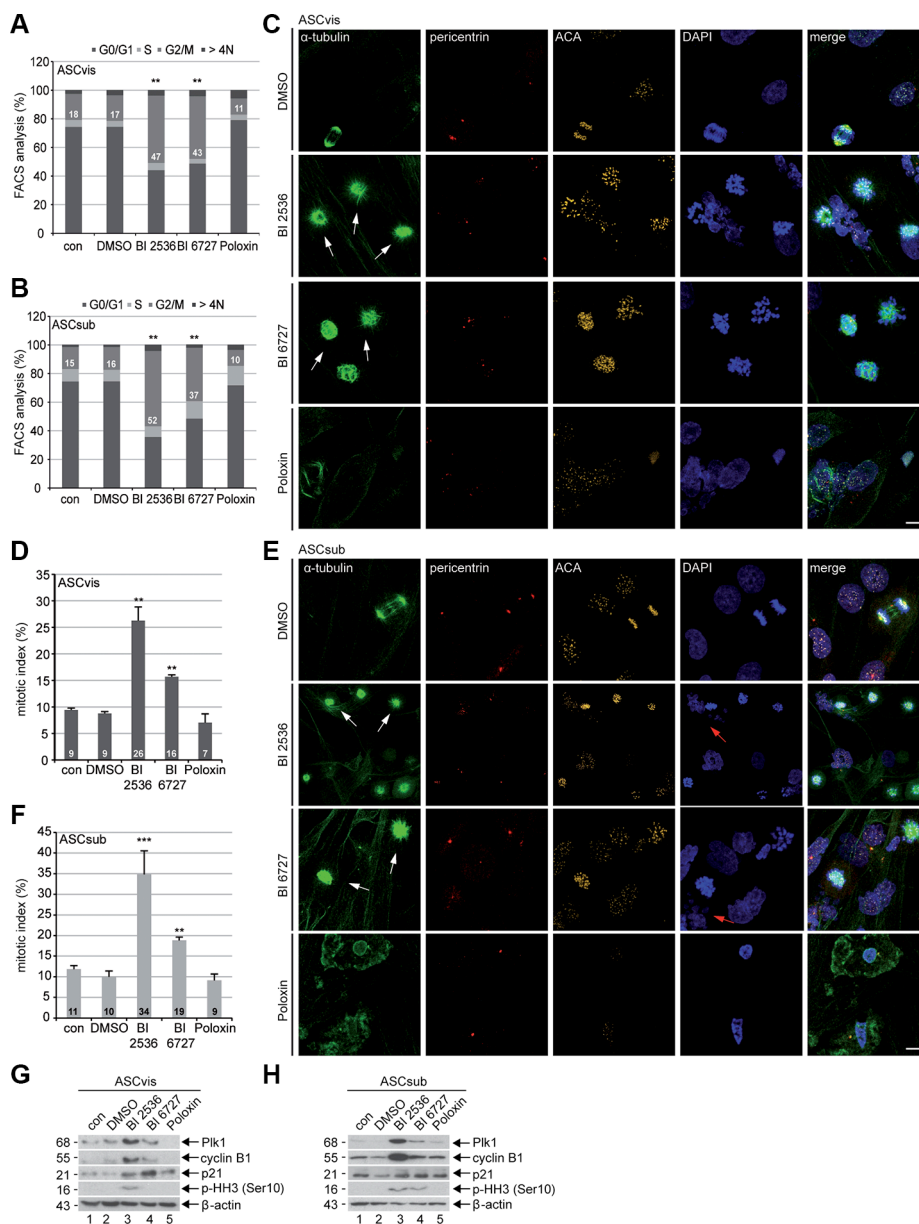 A
G0/G1 S G2/M > 4N
ASCvis
FACS analysis (%)
100
80
60
40
20
0
18 17 47 43 11
** **
con DMSO BI 2536 BI 6727 Poloxin
B
G0/G1 S G2/M > 4N
ASCsub
FACS analysis (%)
100
80
60
40
20
0
15 16 52 37 10
** **
con DMSO BI 2536 BI 6727 Poloxin
C
ASCvis
α-tubulin pericentrin ACA DAPI merge
DMSO
BI 2536
BI 6727
Poloxin
D
ASCvis
mitotic index (%)
35
30
25
20
15
10
5
0
** **
9 9 26 16 7
con DMSO BI 2536 BI 6727 Poloxin
E
ASCsub
α-tubulin pericentrin ACA DAPI merge
DMSO
BI 2536
BI 6727
Poloxin
F
ASCsub
mitotic index (%)
45
40
35
30
25
20
15
10
5
0
*** **
11 10 34 19 9
con DMSO BI 2536 BI 6727 Poloxin
G
ASCvis
con DMSO BI 2536 BI 6727 Poloxin
68 - Plk1
55 - cyclin B1
21 - p21
16 - p-HH3 (Ser10)
43 - β-actin
1 2 3 4 5
H
ASCsub
con DMSO BI 2536 BI 6727 Poloxin
68 - Plk1
55 - cyclin B1
21 - p21
16 - p-HH3 (Ser10)
43 - β-actin
1 2 3 4 5